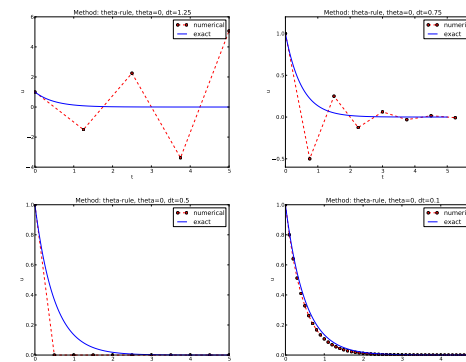 Method: theta-rule, theta=0, dt=1.25
numerical
exact
u
6
4
2
0
−2
−4
0 1 2 3 4 5
t
Method: theta-rule, theta=0, dt=0.75
numerical
exact
u
1.0
0.5
0.0
−0.5
0 1 2 3 4
t
Method: theta-rule, theta=0, dt=0.5
numerical
exact
u
1.0
0.8
0.6
0.4
0.2
0.0
0 1 2 3 4 5
Method: theta-rule, theta=0, dt=0.1
numerical
exact
u
1.0
0.8
0.6
0.4
0.2
0.0
0 1 2 3 4